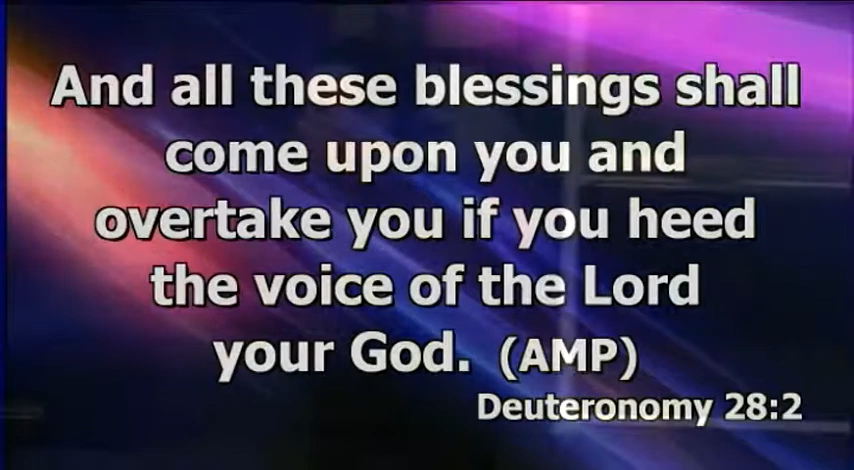 And all these blessings shall
come upon you and
overtake you if you heed
the voice of the Lord
your God. (AMP)
Deuteronomy 28:2